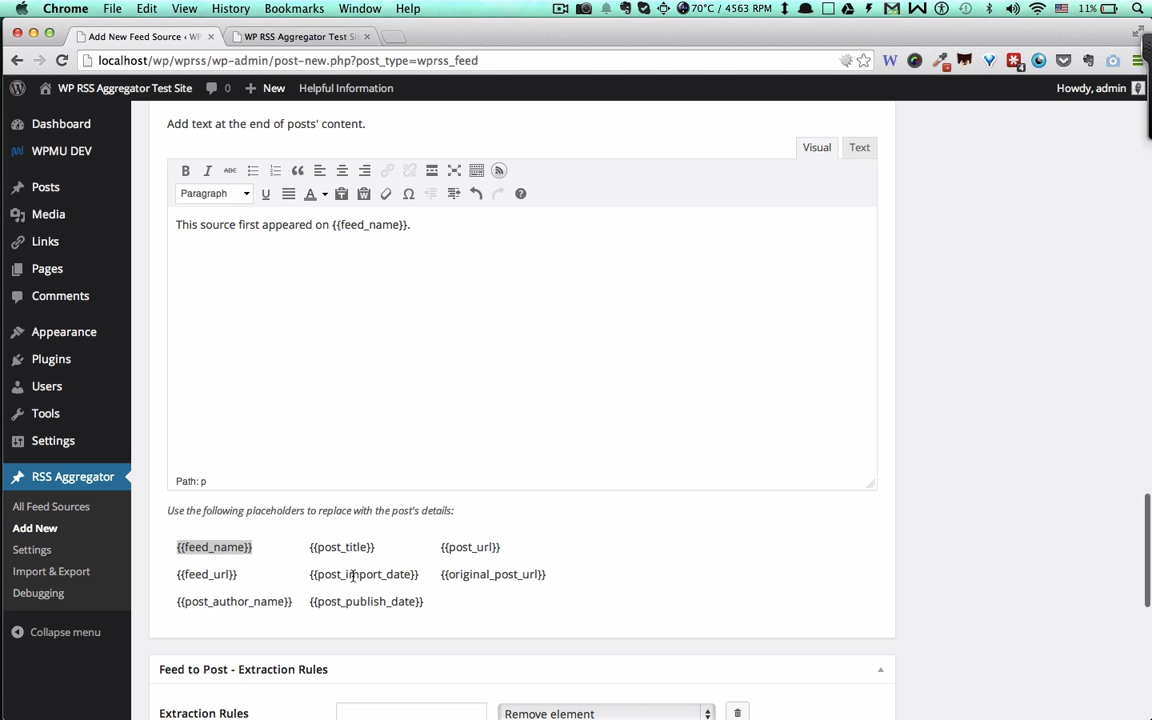 Chrome File Edit View History Bookmarks Window Help 70°C / 4563 RPM 11%
Add New Feed Source ‹ WP × WP RSS Aggregator Test Si ×
localhost/wp/wprss/wp-admin/post-new.php?post_type=wprss_feed
WP RSS Aggregator Test Site 0 + New Helpful Information Howdy, admin
Dashboard
WPMU DEV
Posts
Media
Links
Pages
Comments
Appearance
Plugins
Users
Tools
Settings
RSS Aggregator
All Feed Sources
Add New
Settings
Import & Export
Debugging
Collapse menu
Add text at the end of posts' content.
Visual Text
B I ABC
Paragraph U A Ω
This source first appeared on {{feed_name}}.
Path: p
Use the following placeholders to replace with the post's details:
{{feed_name}} {{post_title}} {{post_url}}
{{feed_url}} {{post_import_date}} {{original_post_url}}
{{post_author_name}} {{post_publish_date}}
Feed to Post - Extraction Rules
Extraction Rules Remove element